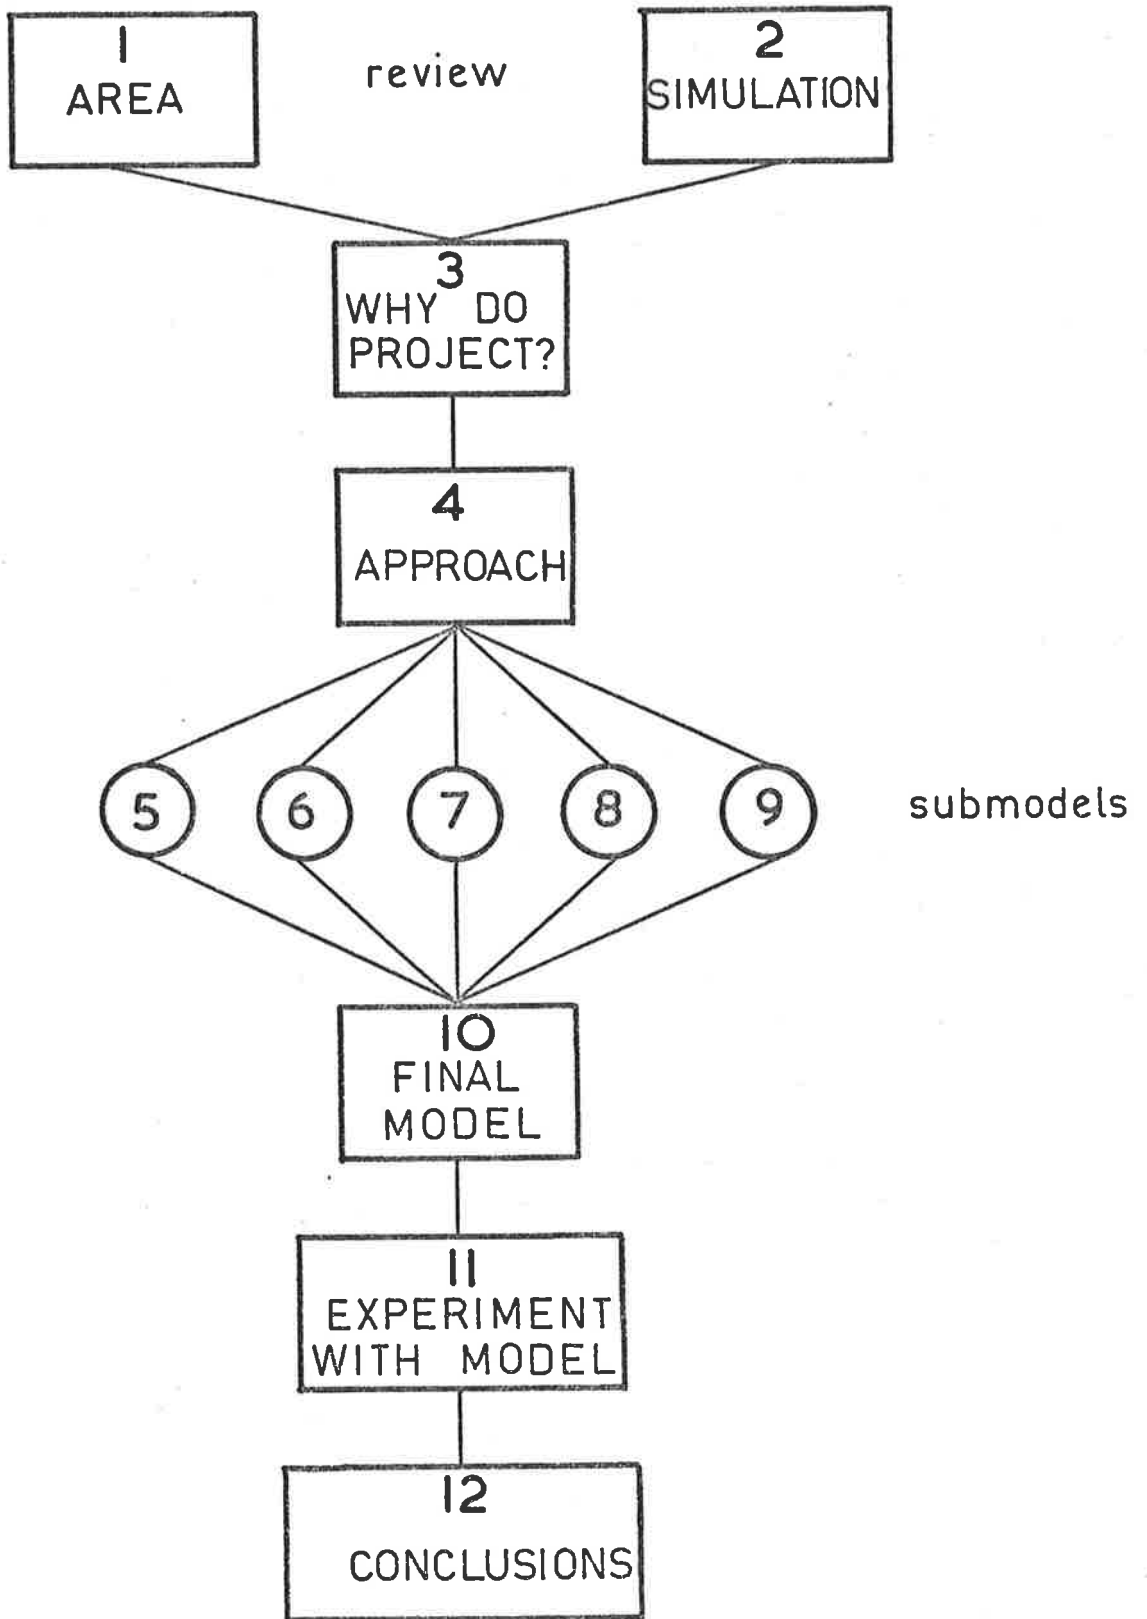 1
AREA
review
2
SIMULATION
3
WHY DO
PROJECT?
4
APPROACH
5 6 7 8 9
submodels
10
FINAL
MODEL
11
EXPERIMENT
WITH MODEL
12
CONCLUSIONS